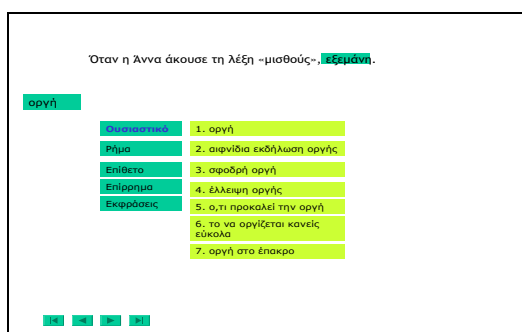 Όταν η Άννα άκουσε τη λέξη «μισθούς», εξεμάνη.
οργή
Ουσιαστικό
Ρήμα
Επίθετο
Επίρρημα
Εκφράσεις
1. οργή
2. αιφνίδια εκδήλωση οργής
3. σφοδρή οργή
4. έλλειψη οργής
5. ο,τι προκαλεί την οργή
6. το να οργίζεται κανείς
εύκολα
7. οργή στο έπακρο